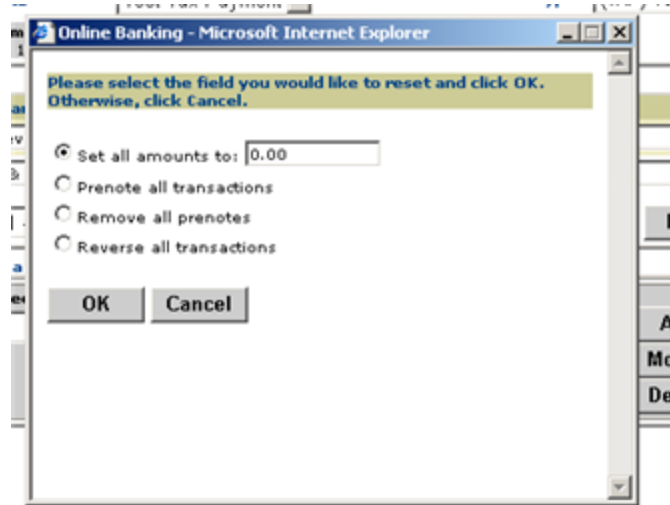 Online Banking - Microsoft Internet Explorer
Please select the field you would like to reset and click OK.
Otherwise, click Cancel.
Set all amounts to: 0.00
Prenote all transactions
Remove all prenotes
Reverse all transactions
OK Cancel